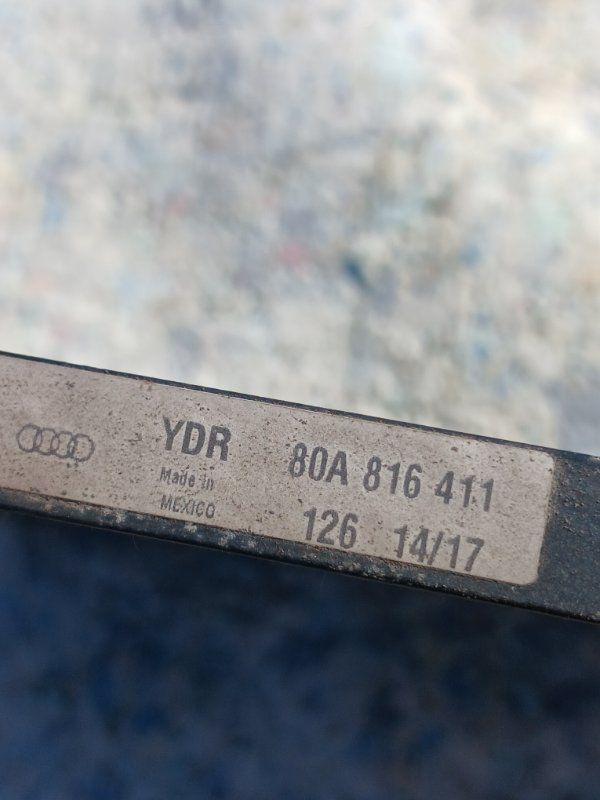 YDR 80A 816 411
Made in
MEXICO
126 14/17